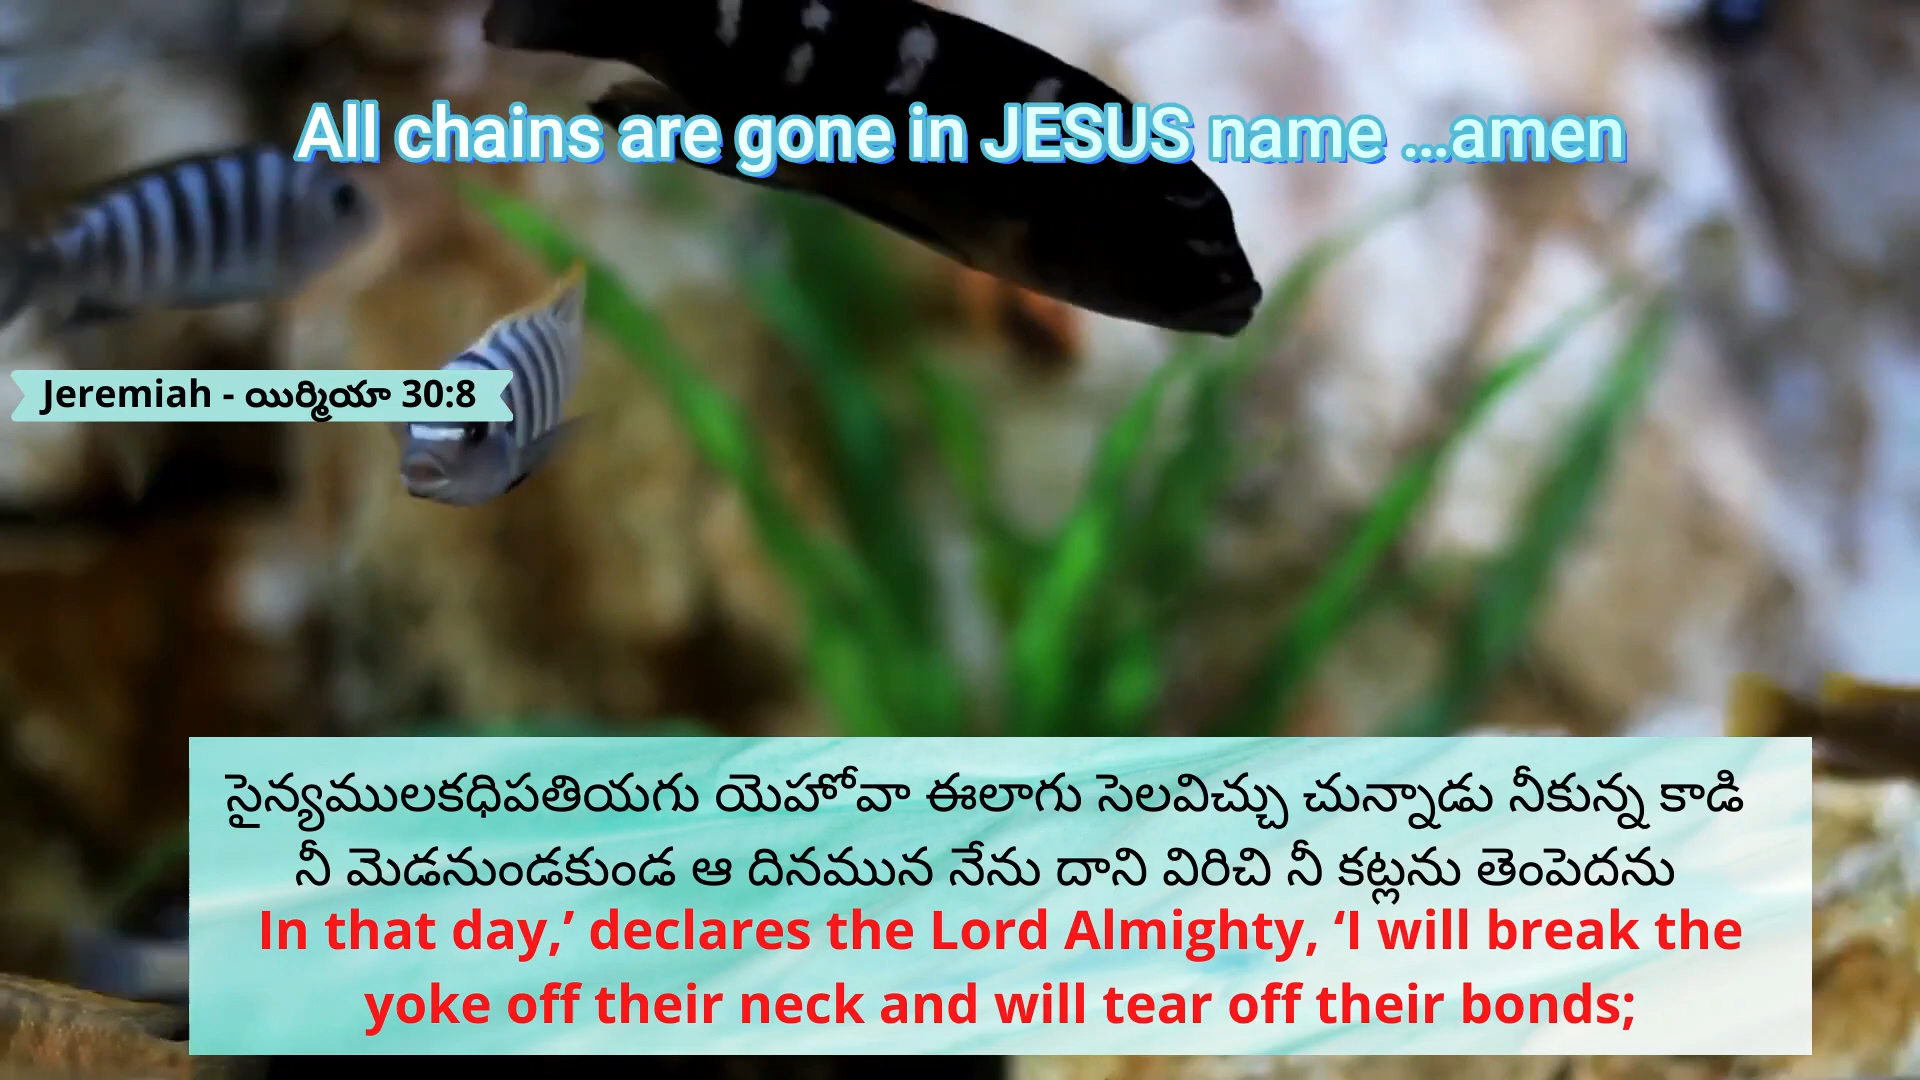 All chains are gone in JESUS name ...amen
Jeremiah - యిర్మియా 30:8
సైన్యములకధిపతియగు యెహోవా ఈలాగు సెలవిచ్చు చున్నాడు నీకున్న కాడి
నీ మెడనుండకుండ ఆ దినమున నేను దాని విరిచి నీ కట్లను తెంపెదను
In that day,’ declares the Lord Almighty, ‘I will break the
yoke off their neck and will tear off their bonds;